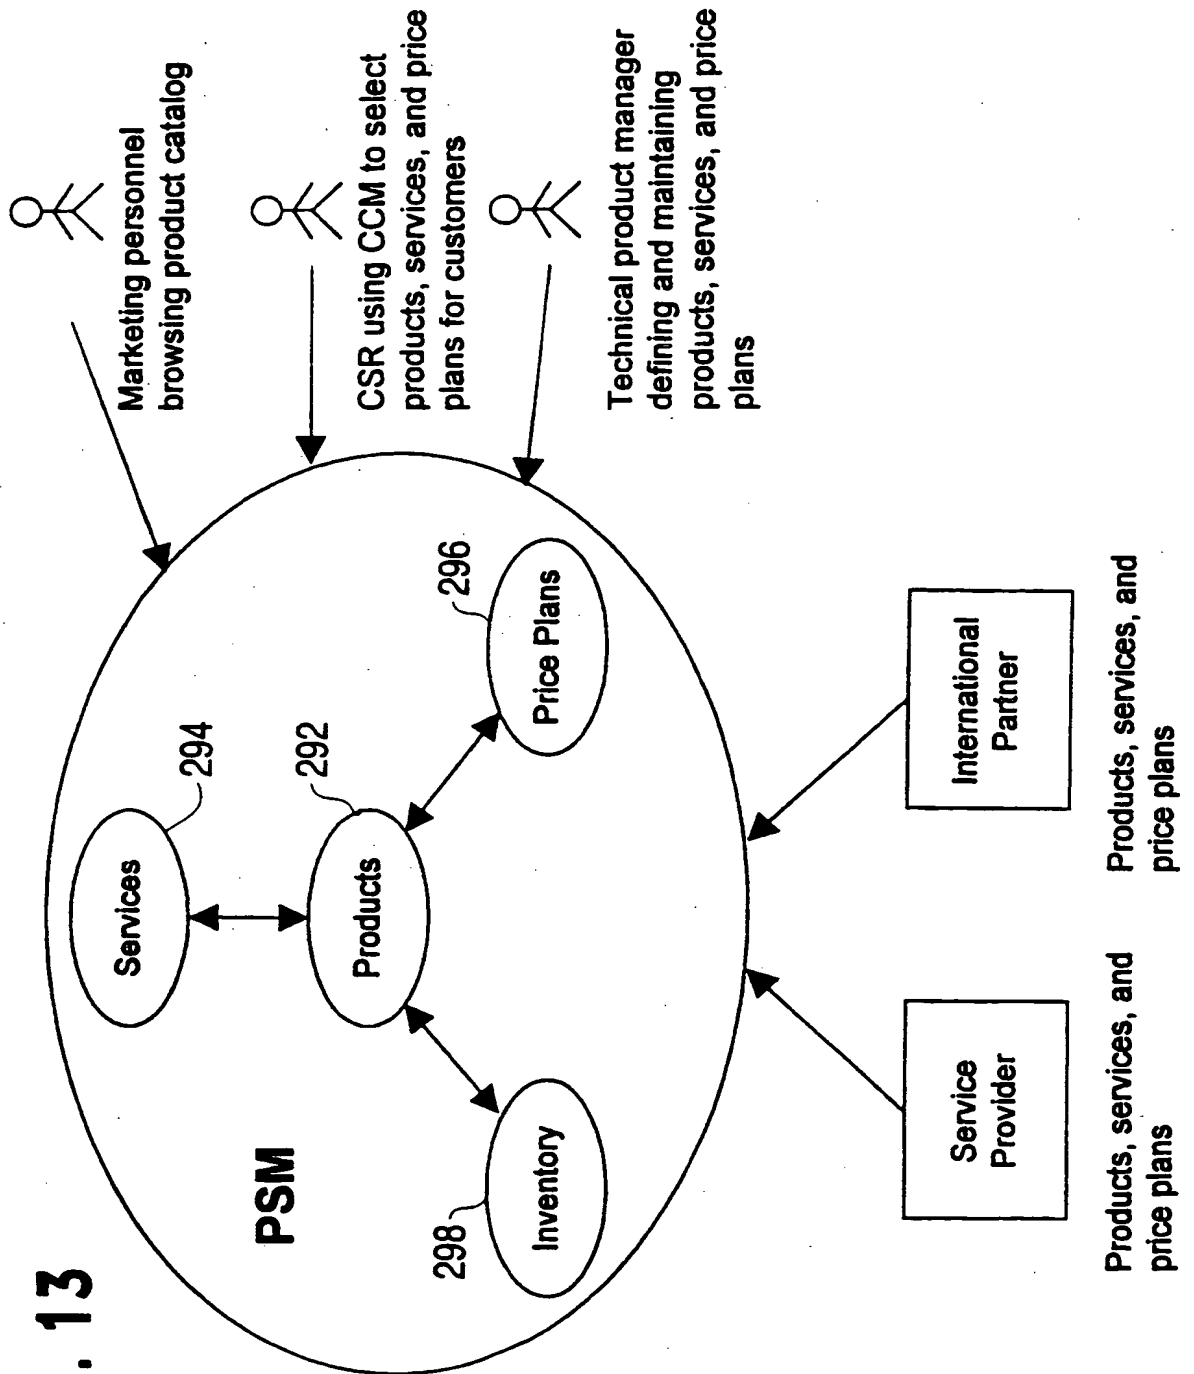 . 13
PSM
Services
294
Products
292
Inventory
298
Price Plans
296
Marketing personnel
browsing product catalog
CSR using CCM to select
products, services, and price
plans for customers
Technical product manager
defining and maintaining
products, services, and price
plans
Service
Provider
Products, services, and
price plans
International
Partner
Products, services, and
price plans